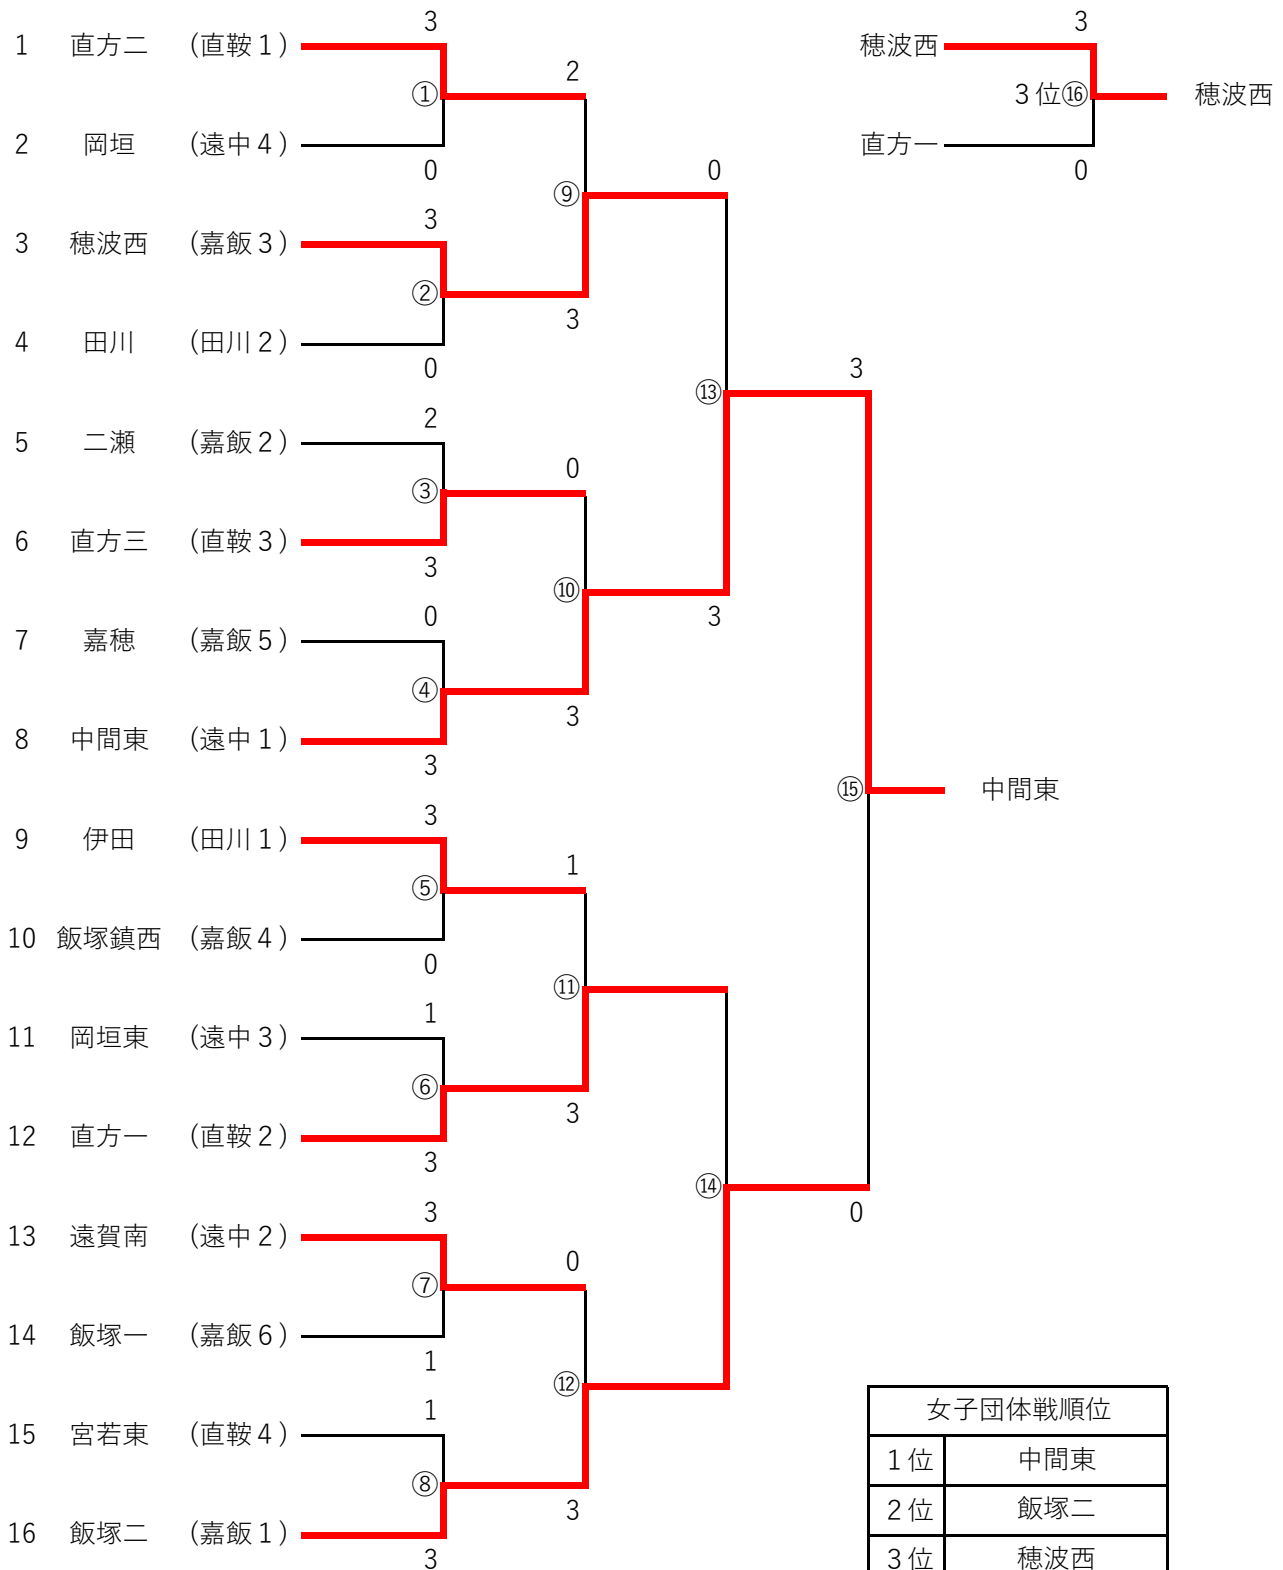 3
1 直方二 (直鞍1)
①
2
2 岡垣 (遠中4)
0
⑨
0
3
3 穂波西 (嘉飯3)
②
3
4 田川 (田川2)
0
⑬
3
2
5 二瀬 (嘉飯2)
③
0
6 直方三 (直鞍3)
3
⑩
3
0
7 嘉穂 (嘉飯5)
④
3
8 中間東 (遠中1)
3
⑮ 中間東
3
9 伊田 (田川1)
⑤
1
10 飯塚鎮西 (嘉飯4)
0
⑪
1
11 岡垣東 (遠中3)
⑥
3
12 直方一 (直鞍2)
3
⑭
0
3
13 遠賀南 (遠中2)
⑦
0
14 飯塚一 (嘉飯6)
1
⑫
1
15 宮若東 (直鞍4)
⑧
3
16 飯塚二 (嘉飯1)
3
3
穂波西
3位⑯ 穂波西
直方一
0
女子団体戦順位
1位 中間東
2位 飯塚二
3位 穂波西